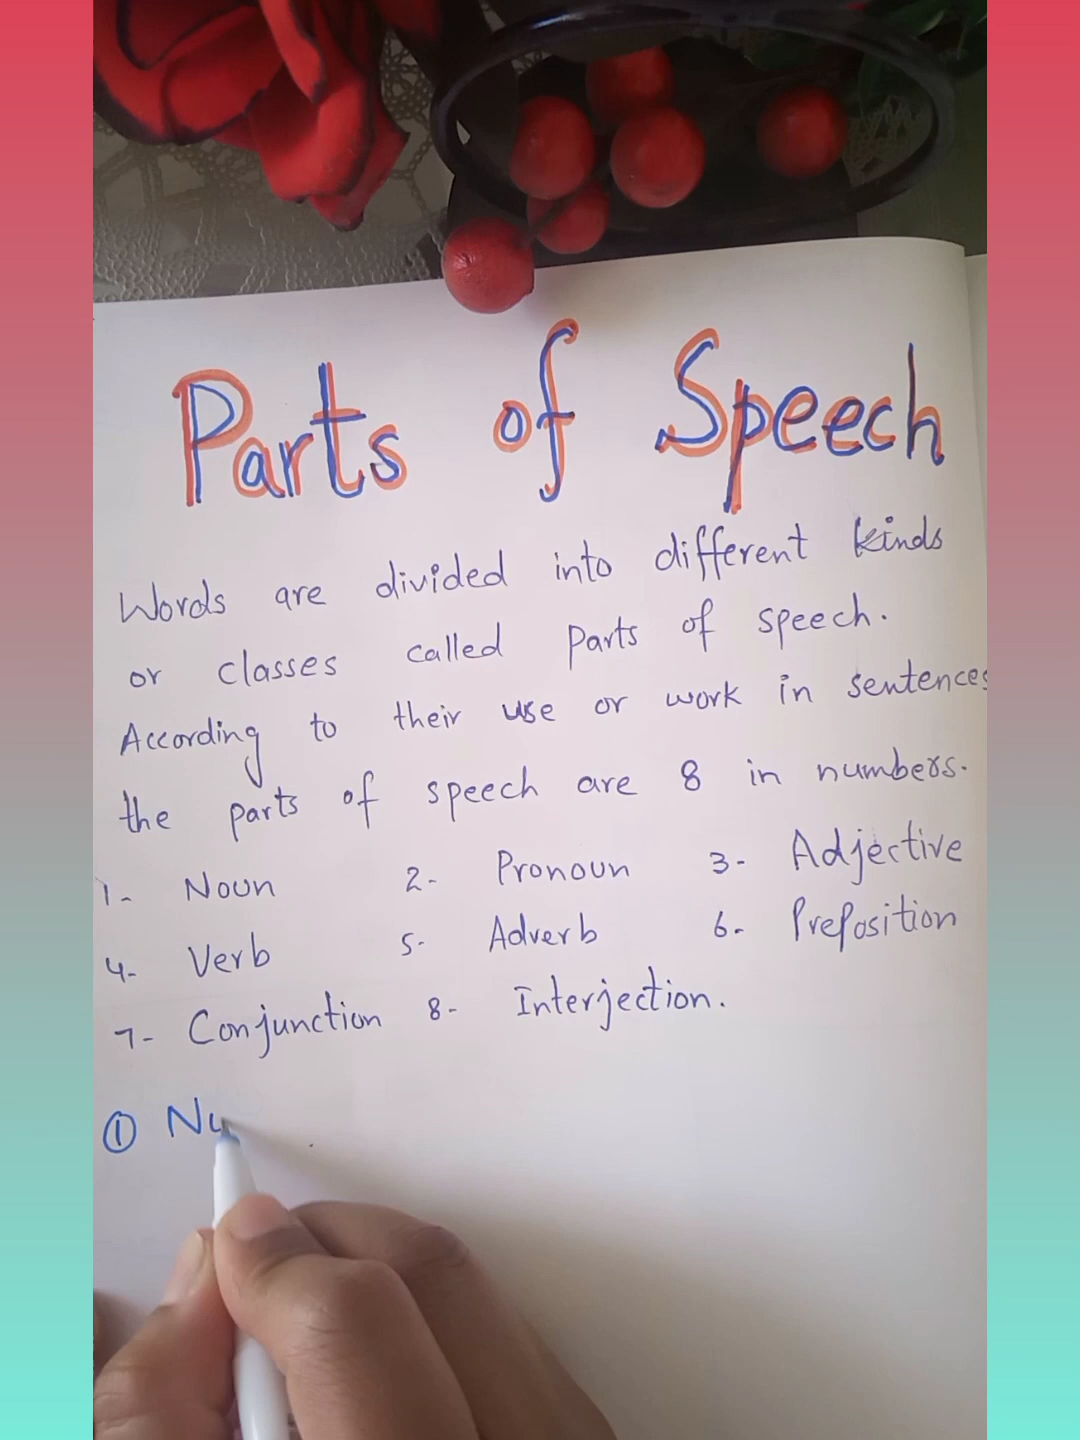 Parts of Speech
Words are divided into different kinds
or classes called parts of speech.
According to their use or work in sentences
the parts of speech are 8 in numbers.
1- Noun 2- Pronoun 3- Adjective
4- Verb 5- Adverb 6- Preposition
7- Conjunction 8- Interjection.
① Nu